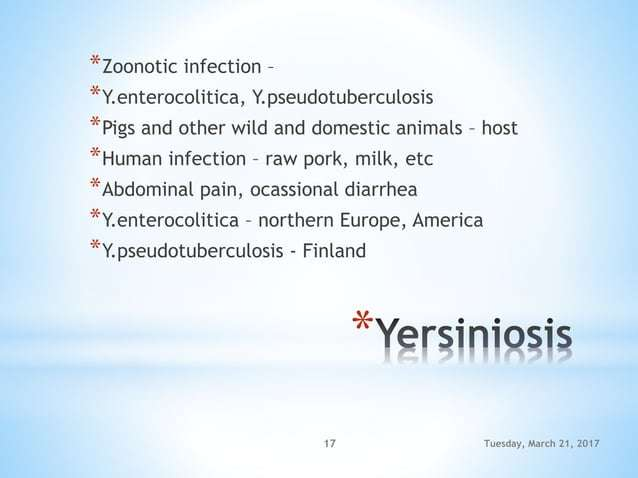 *Zoonotic infection –
*Y.enterocolitica, Y.pseudotuberculosis
*Pigs and other wild and domestic animals – host
*Human infection – raw pork, milk, etc
*Abdominal pain, ocassional diarrhea
*Y.enterocolitica – northern Europe, America
*Y.pseudotuberculosis - Finland
*Yersiniosis
17 Tuesday, March 21, 2017